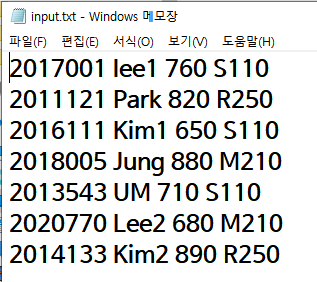 input.txt - Windows 메모장
파일(F) 편집(E) 서식(O) 보기(V) 도움말(H)
2017001 lee1 760 S110
2011121 Park 820 R250
2016111 Kim1 650 S110
2018005 Jung 880 M210
2013543 UM 710 S110
2020770 Lee2 680 M210
2014133 Kim2 890 R250